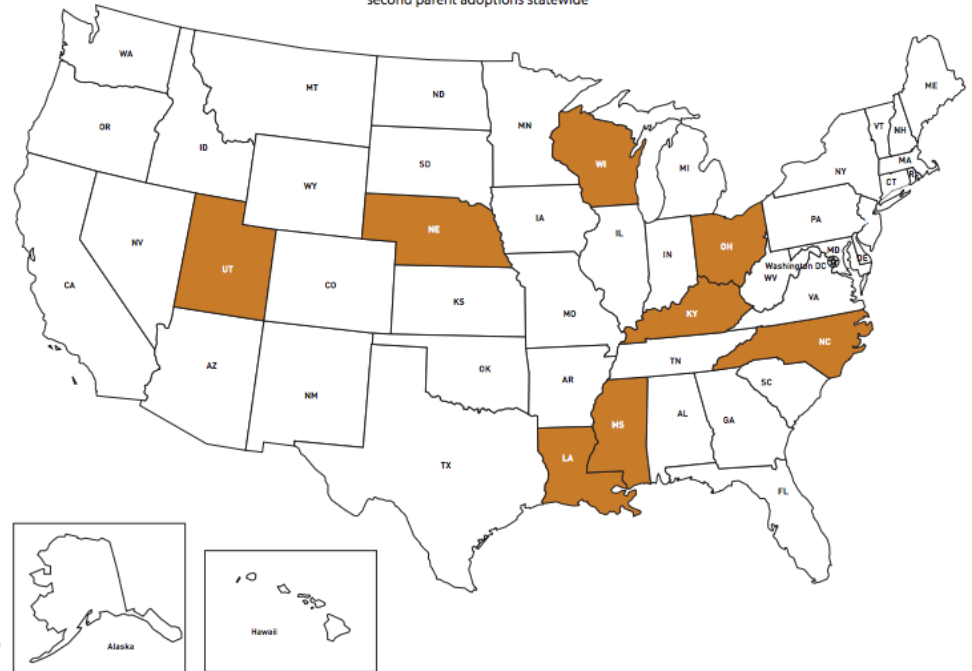 second parent adoptions statewide
WA
MT
ND
MN
ME
VT
NH
OR
ID
SD
WI
MI
NY
MA
CT
R
WY
IA
NE
PA
NV
UT
IL
IN
OH
MD
DE
Washington DC
WV
CO
KS
MO
KY
VA
CA
NC
TN
AZ
NM
OK
AR
SC
MS
AL
GA
LA
TX
FL
Alaska
Hawaii